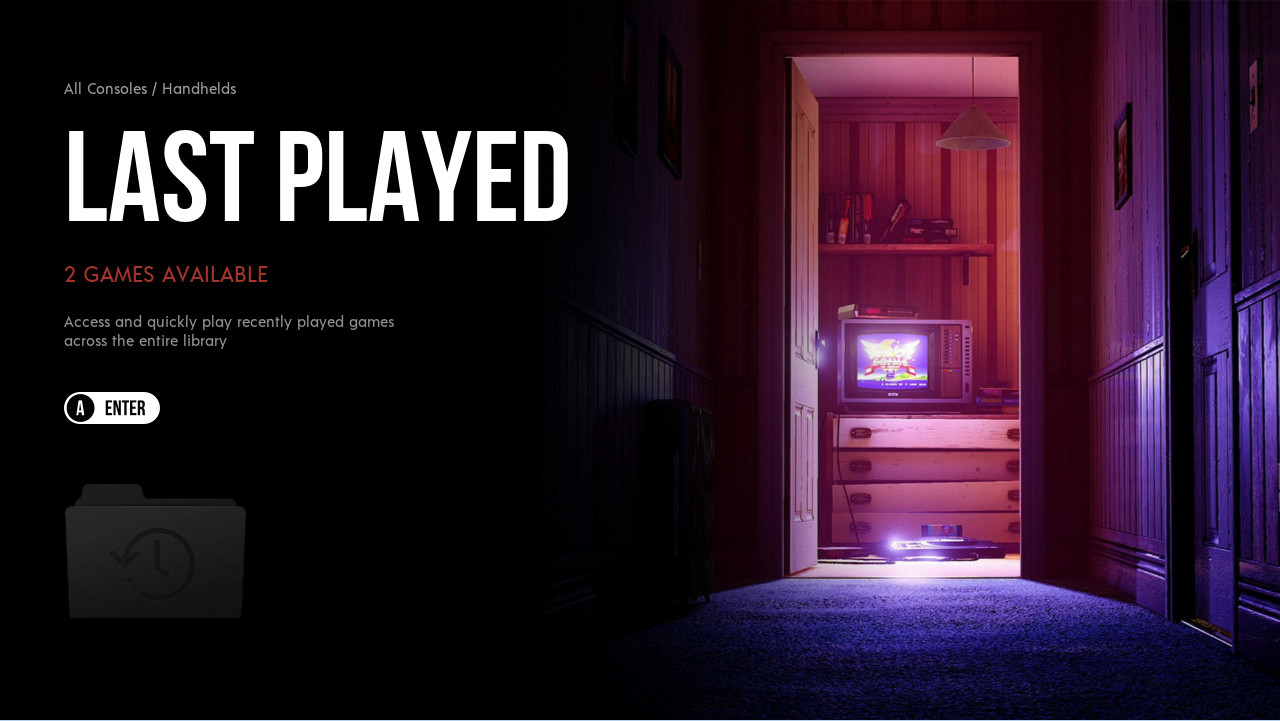 All Consoles / Handhelds
LAST PLAYED
2 GAMES AVAILABLE
Access and quickly play recently played games
across the entire library
A ENTER